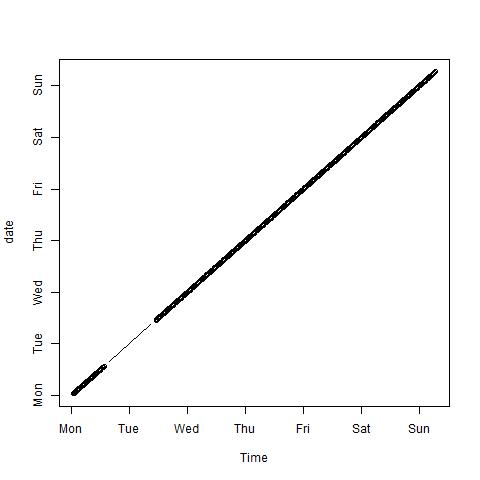 Sun
Sat
Fri
Thu
Wed
Tue
Mon
date
Mon Tue Wed Thu Fri Sat Sun
Time